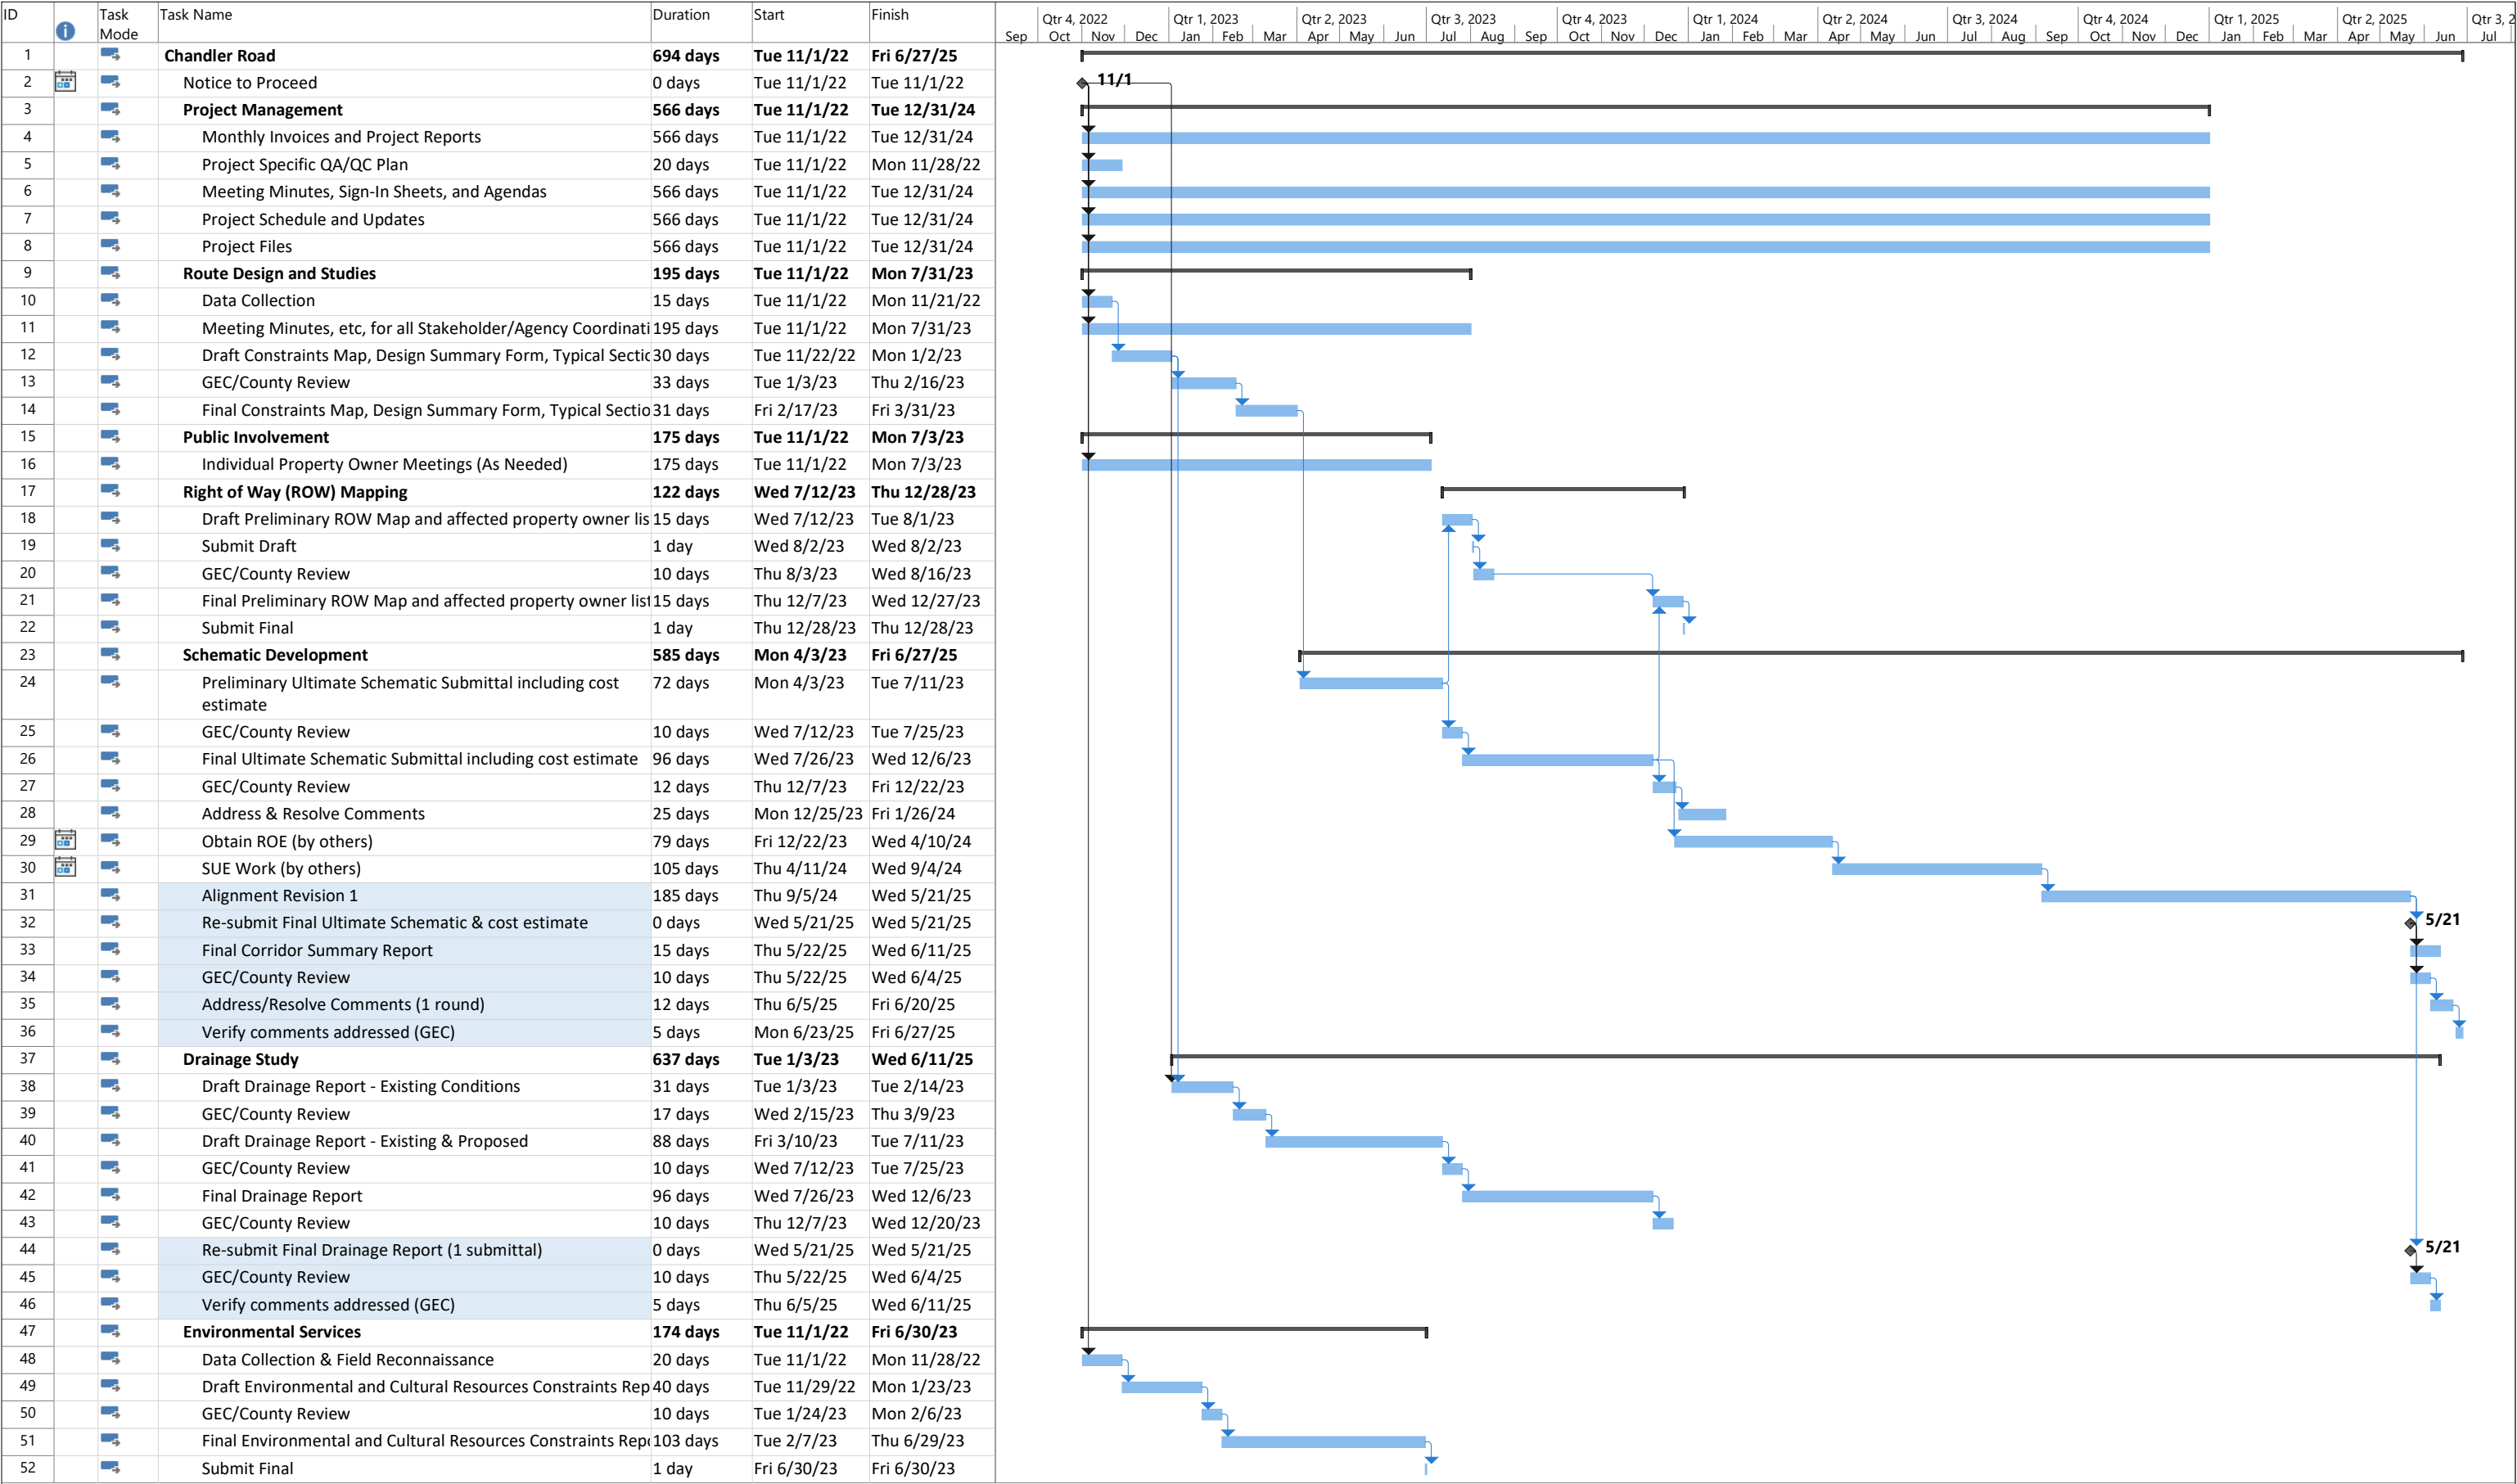 ID Task Mode Task Name Duration Start Finish
Qtr 4, 2022 Qtr 1, 2023 Qtr 2, 2023 Qtr 3, 2023 Qtr 4, 2023 Qtr 1, 2024 Qtr 2, 2024 Qtr 3, 2024 Qtr 4, 2024 Qtr 1, 2025 Qtr 2, 2025 Qtr 3, 2
Sep Oct Nov Dec Jan Feb Mar Apr May Jun Jul Aug Sep Oct Nov Dec Jan Feb Mar Apr May Jun Jul Aug Sep Oct Nov Dec Jan Feb Mar Apr May Jun Jul
1 Chandler Road 694 days Tue 11/1/22 Fri 6/27/25
2 Notice to Proceed 0 days Tue 11/1/22 Tue 11/1/22 11/1
3 Project Management 566 days Tue 11/1/22 Tue 12/31/24
4 Monthly Invoices and Project Reports 566 days Tue 11/1/22 Tue 12/31/24
5 Project Specific QA/QC Plan 20 days Tue 11/1/22 Mon 11/28/22
6 Meeting Minutes, Sign-In Sheets, and Agendas 566 days Tue 11/1/22 Tue 12/31/24
7 Project Schedule and Updates 566 days Tue 11/1/22 Tue 12/31/24
8 Project Files 566 days Tue 11/1/22 Tue 12/31/24
9 Route Design and Studies 195 days Tue 11/1/22 Mon 7/31/23
10 Data Collection 15 days Tue 11/1/22 Mon 11/21/22
11 Meeting Minutes, etc, for all Stakeholder/Agency Coordinati 195 days Tue 11/1/22 Mon 7/31/23
12 Draft Constraints Map, Design Summary Form, Typical Sectic 30 days Tue 11/22/22 Mon 1/2/23
13 GEC/County Review 33 days Tue 1/3/23 Thu 2/16/23
14 Final Constraints Map, Design Summary Form, Typical Sectio 31 days Fri 2/17/23 Fri 3/31/23
15 Public Involvement 175 days Tue 11/1/22 Mon 7/3/23
16 Individual Property Owner Meetings (As Needed) 175 days Tue 11/1/22 Mon 7/3/23
17 Right of Way (ROW) Mapping 122 days Wed 7/12/23 Thu 12/28/23
18 Draft Preliminary ROW Map and affected property owner lis 15 days Wed 7/12/23 Tue 8/1/23
19 Submit Draft 1 day Wed 8/2/23 Wed 8/2/23
20 GEC/County Review 10 days Thu 8/3/23 Wed 8/16/23
21 Final Preliminary ROW Map and affected property owner list 15 days Thu 12/7/23 Wed 12/27/23
22 Submit Final 1 day Thu 12/28/23 Thu 12/28/23
23 Schematic Development 585 days Mon 4/3/23 Fri 6/27/25
24 Preliminary Ultimate Schematic Submittal including cost 72 days Mon 4/3/23 Tue 7/11/23
estimate
25 GEC/County Review 10 days Wed 7/12/23 Tue 7/25/23
26 Final Ultimate Schematic Submittal including cost estimate 96 days Wed 7/26/23 Wed 12/6/23
27 GEC/County Review 12 days Thu 12/7/23 Fri 12/22/23
28 Address & Resolve Comments 25 days Mon 12/25/23 Fri 1/26/24
29 Obtain ROE (by others) 79 days Fri 12/22/23 Wed 4/10/24
30 SUE Work (by others) 105 days Thu 4/11/24 Wed 9/4/24
31 Alignment Revision 1 185 days Thu 9/5/24 Wed 5/21/25
32 Re-submit Final Ultimate Schematic & cost estimate 0 days Wed 5/21/25 Wed 5/21/25 5/21
33 Final Corridor Summary Report 15 days Thu 5/22/25 Wed 6/11/25
34 GEC/County Review 10 days Thu 5/22/25 Wed 6/4/25
35 Address/Resolve Comments (1 round) 12 days Thu 6/5/25 Fri 6/20/25
36 Verify comments addressed (GEC) 5 days Mon 6/23/25 Fri 6/27/25
37 Drainage Study 637 days Tue 1/3/23 Wed 6/11/25
38 Draft Drainage Report - Existing Conditions 31 days Tue 1/3/23 Tue 2/14/23
39 GEC/County Review 17 days Wed 2/15/23 Thu 3/9/23
40 Draft Drainage Report - Existing & Proposed 88 days Fri 3/10/23 Tue 7/11/23
41 GEC/County Review 10 days Wed 7/12/23 Tue 7/25/23
42 Final Drainage Report 96 days Wed 7/26/23 Wed 12/6/23
43 GEC/County Review 10 days Thu 12/7/23 Wed 12/20/23
44 Re-submit Final Drainage Report (1 submittal) 0 days Wed 5/21/25 Wed 5/21/25 5/21
45 GEC/County Review 10 days Thu 5/22/25 Wed 6/4/25
46 Verify comments addressed (GEC) 5 days Thu 6/5/25 Wed 6/11/25
47 Environmental Services 174 days Tue 11/1/22 Fri 6/30/23
48 Data Collection & Field Reconnaissance 20 days Tue 11/1/22 Mon 11/28/22
49 Draft Environmental and Cultural Resources Constraints Rep 40 days Tue 11/29/22 Mon 1/23/23
50 GEC/County Review 10 days Tue 1/24/23 Mon 2/6/23
51 Final Environmental and Cultural Resources Constraints Repo 103 days Tue 2/7/23 Thu 6/29/23
52 Submit Final 1 day Fri 6/30/23 Fri 6/30/23